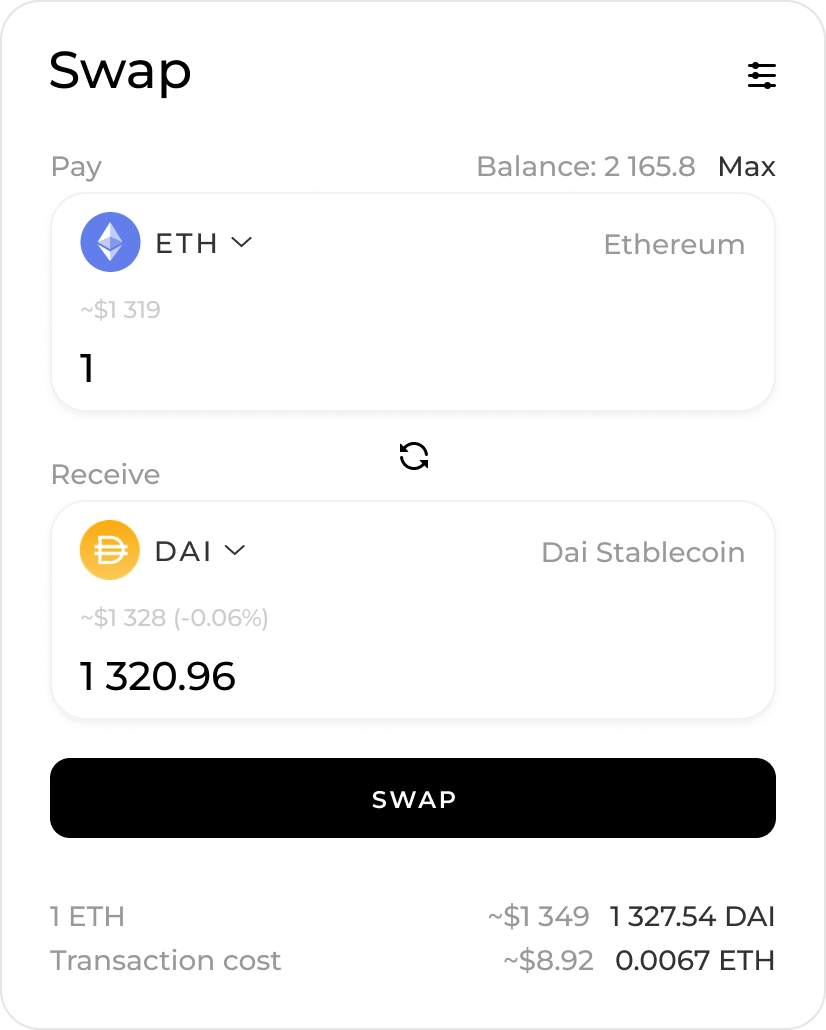 Swap
Pay Balance: 2 165.8 Max
ETH Ethereum
~$1 319
1
Receive
DAI Dai Stablecoin
~$1 328 (-0.06%)
1 320.96
SWAP
1 ETH ~$1 349 1 327.54 DAI
Transaction cost ~$8.92 0.0067 ETH